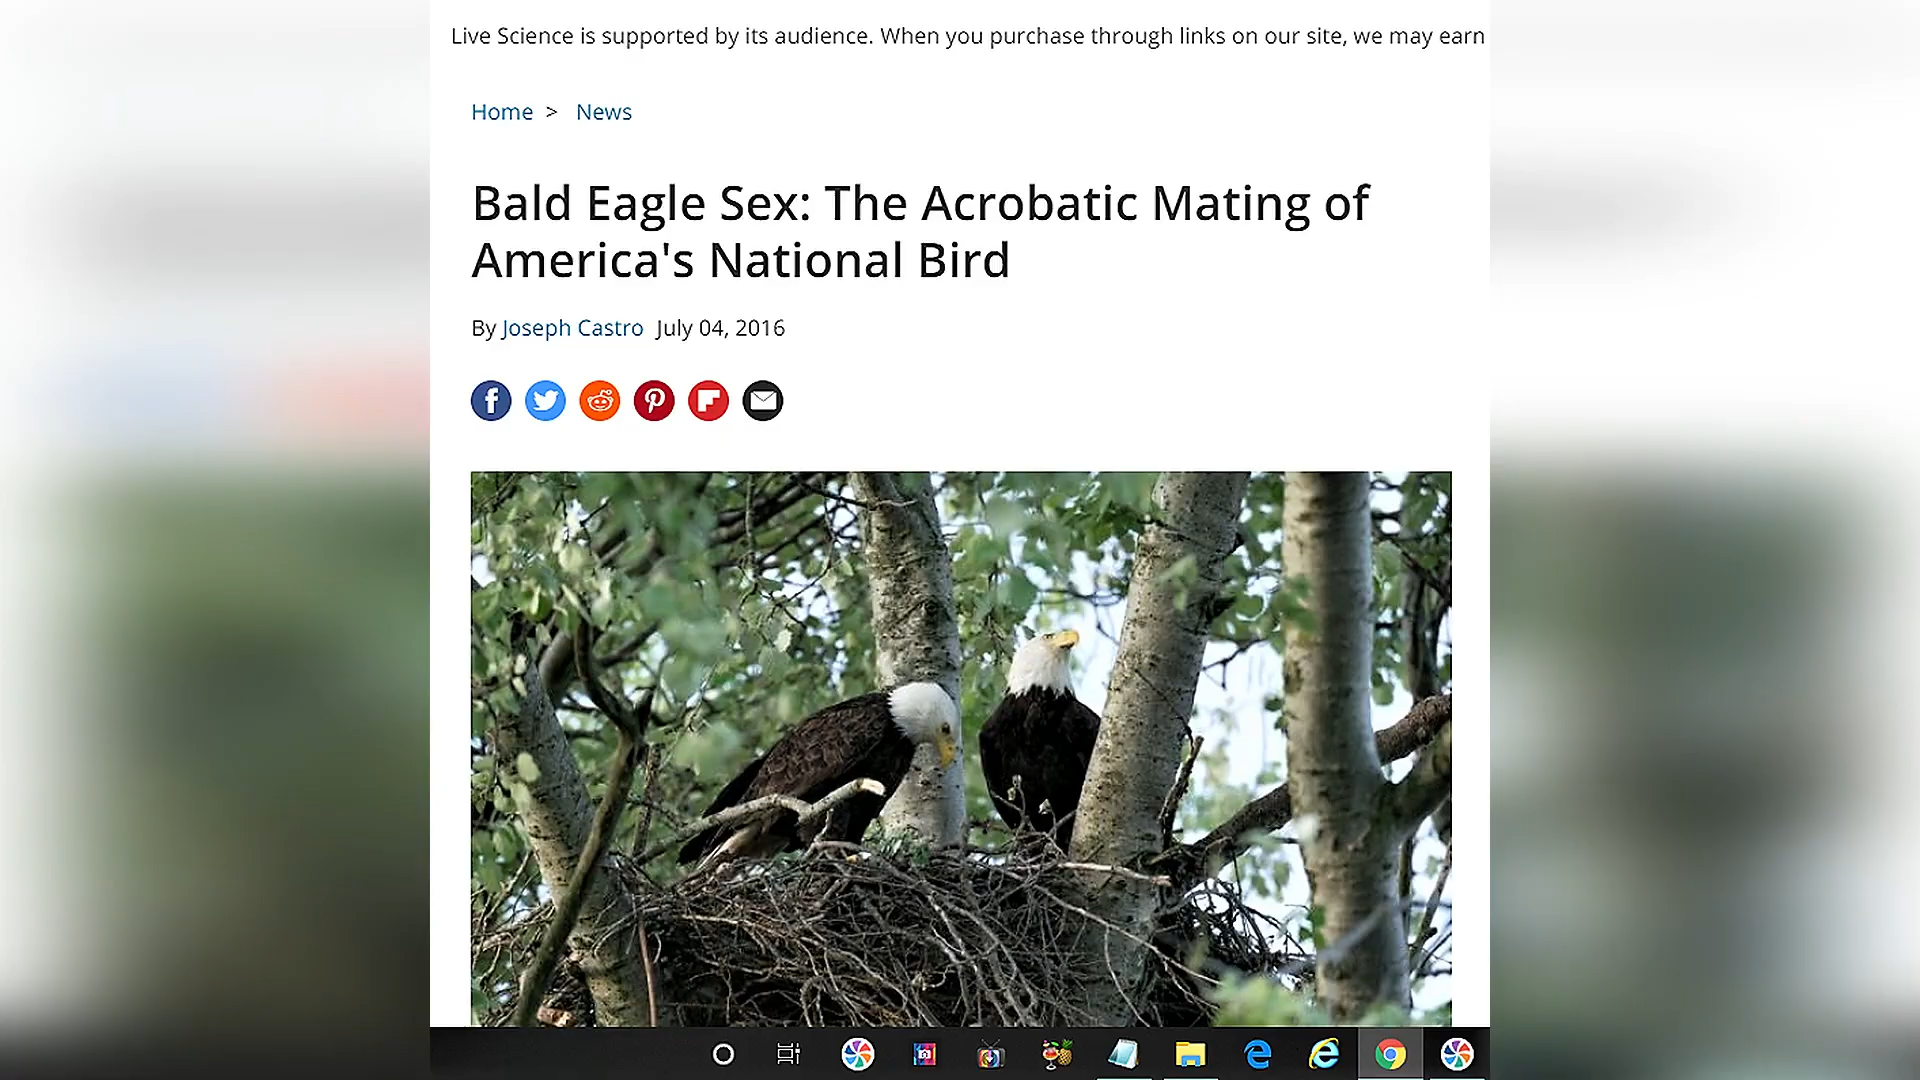 Live Science is supported by its audience. When you purchase through links on our site, we may earn
Home > News
Bald Eagle Sex: The Acrobatic Mating of
America's National Bird
By Joseph Castro July 04, 2016